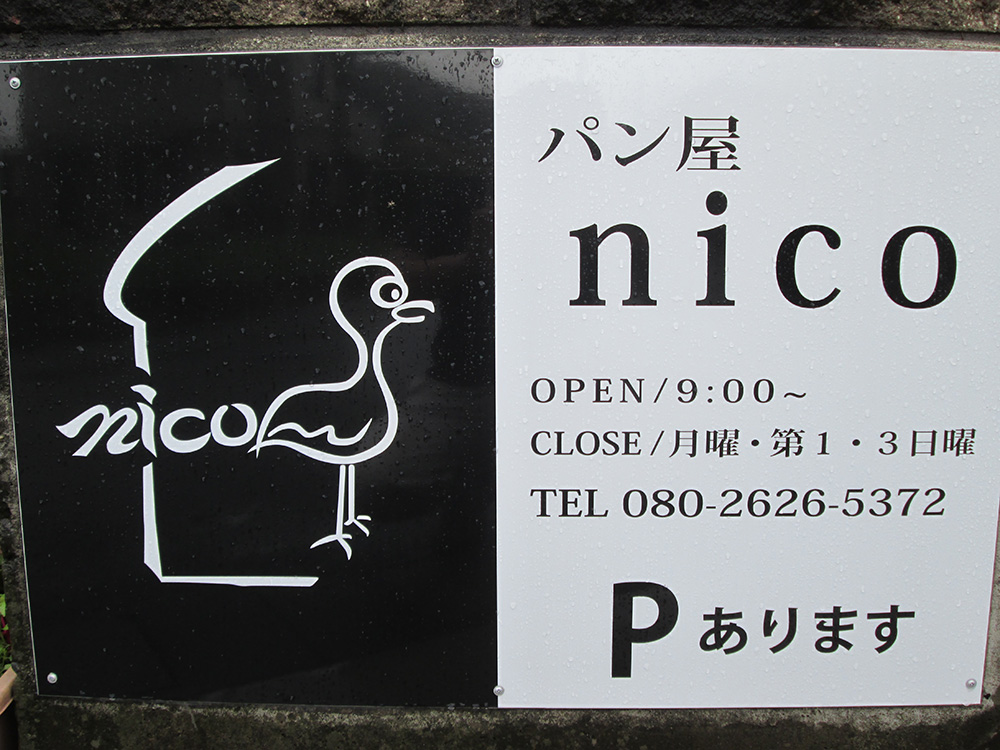 nico
パン屋
nico
OPEN/9:00~
CLOSE/月曜・第1・3日曜
TEL 080-2626-5372
Pあります